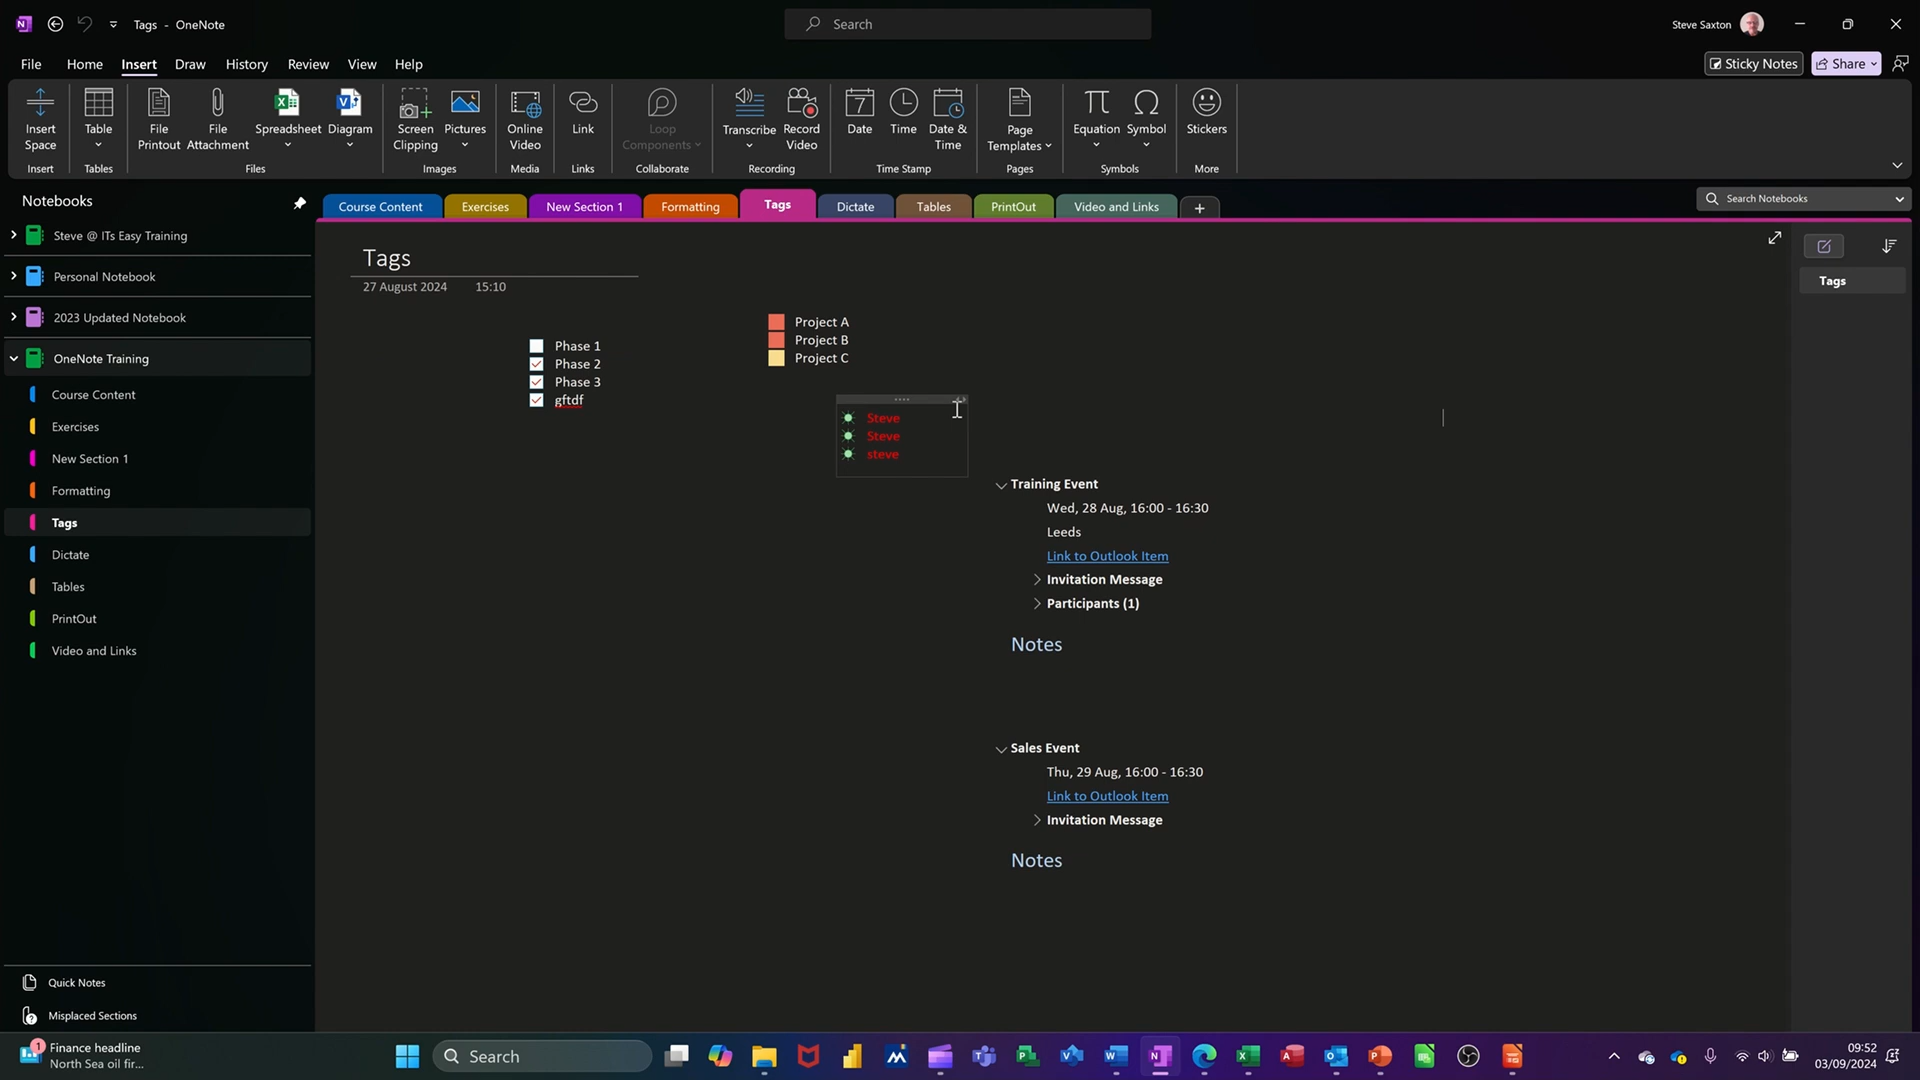 Tags - OneNote
Search
Steve Saxton
File Home Insert Draw History Review View Help
Sticky Notes
Share
Insert Space
Table
File Printout
File Attachment
Spreadsheet
Diagram
Screen Clipping
Pictures
Online Video
Link
Loop Components
Transcribe
Record Video
Date
Time
Date & Time
Page Templates
Equation
Symbol
Stickers
Insert
Tables
Files
Images
Media
Links
Collaborate
Recording
Time Stamp
Pages
Symbols
More
Notebooks
Course Content
Exercises
New Section 1
Formatting
Tags
Dictate
Tables
PrintOut
Video and Links
Search Notebooks
Steve @ ITs Easy Training
Personal Notebook
2023 Updated Notebook
OneNote Training
Course Content
Exercises
New Section 1
Formatting
Tags
Dictate
Tables
PrintOut
Video and Links
Quick Notes
Misplaced Sections
Tags
27 August 2024 15:10
Phase 1
Phase 2
Phase 3
gftdf
Project A
Project B
Project C
Steve
Steve
steve
Training Event
Wed, 28 Aug, 16:00 - 16:30
Leeds
Link to Outlook Item
Invitation Message
Participants (1)
Notes
Sales Event
Thu, 29 Aug, 16:00 - 16:30
Link to Outlook Item
Invitation Message
Notes
Tags
1
Finance headline
North Sea oil fir...
Search
09:52
03/09/2024